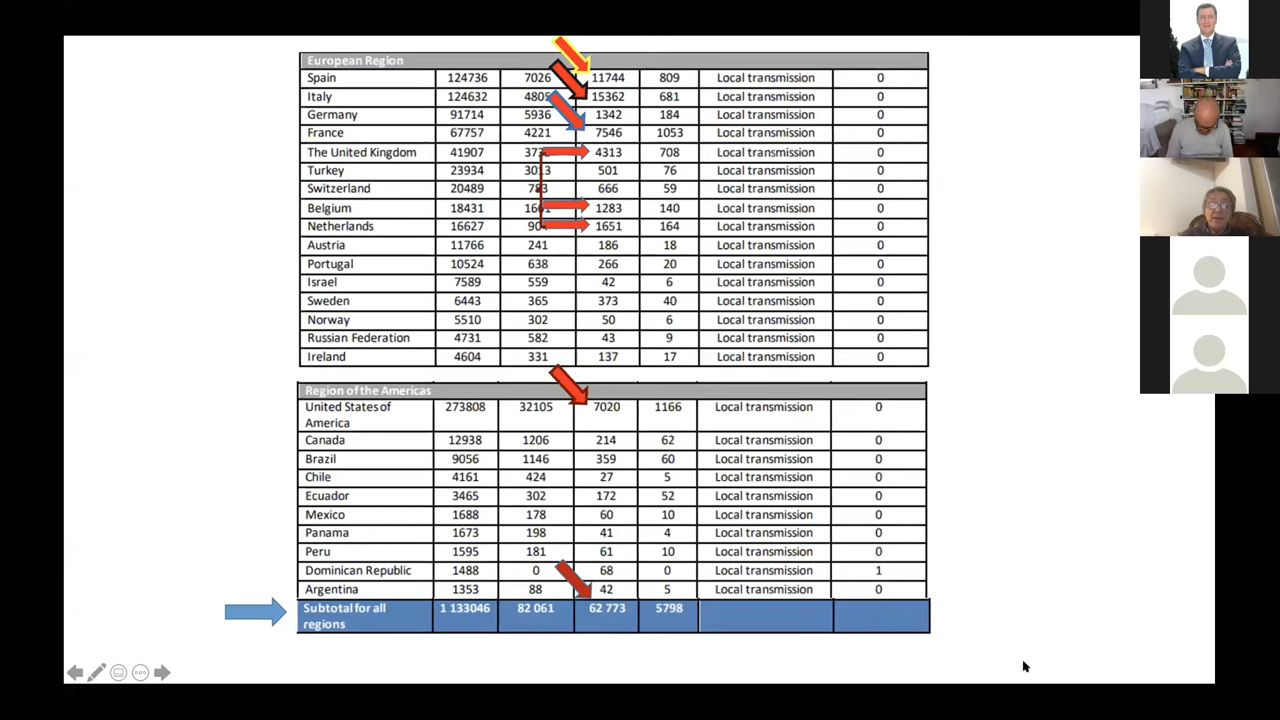 European Region
Spain 124736 7026 11744 809 Local transmission 0
Italy 124632 15362 681 Local transmission 0
Germany 91714 5936 1342 184 Local transmission 0
France 67757 4221 7546 1053 Local transmission 0
The United Kingdom 41907 4313 708 Local transmission 0
Turkey 23934 3013 501 76 Local transmission 0
Switzerland 20489 783 666 59 Local transmission 0
Belgium 18431 1661 1283 140 Local transmission 0
Netherlands 16627 1651 164 Local transmission 0
Austria 11766 241 186 18 Local transmission 0
Portugal 10524 638 266 20 Local transmission 0
Israel 7589 559 42 6 Local transmission 0
Sweden 6443 365 373 40 Local transmission 0
Norway 5510 302 50 6 Local transmission 0
Russian Federation 4731 582 43 9 Local transmission 0
Ireland 4604 331 137 17 Local transmission 0
Region of the Americas
United States of 273808 32105 7020 1166 Local transmission 0
America
Canada 12938 1206 214 62 Local transmission 0
Brazil 9056 1146 359 60 Local transmission 0
Chile 4161 424 27 5 Local transmission 0
Ecuador 3465 302 172 52 Local transmission 0
Mexico 1688 178 60 10 Local transmission 0
Panama 1673 198 41 4 Local transmission 0
Peru 1595 181 61 10 Local transmission 0
Dominican Republic 1488 0 68 0 Local transmission 1
Argentina 1353 88 42 5 Local transmission 0
Subtotal for all 1 133046 82 061 62 773 5798
regions